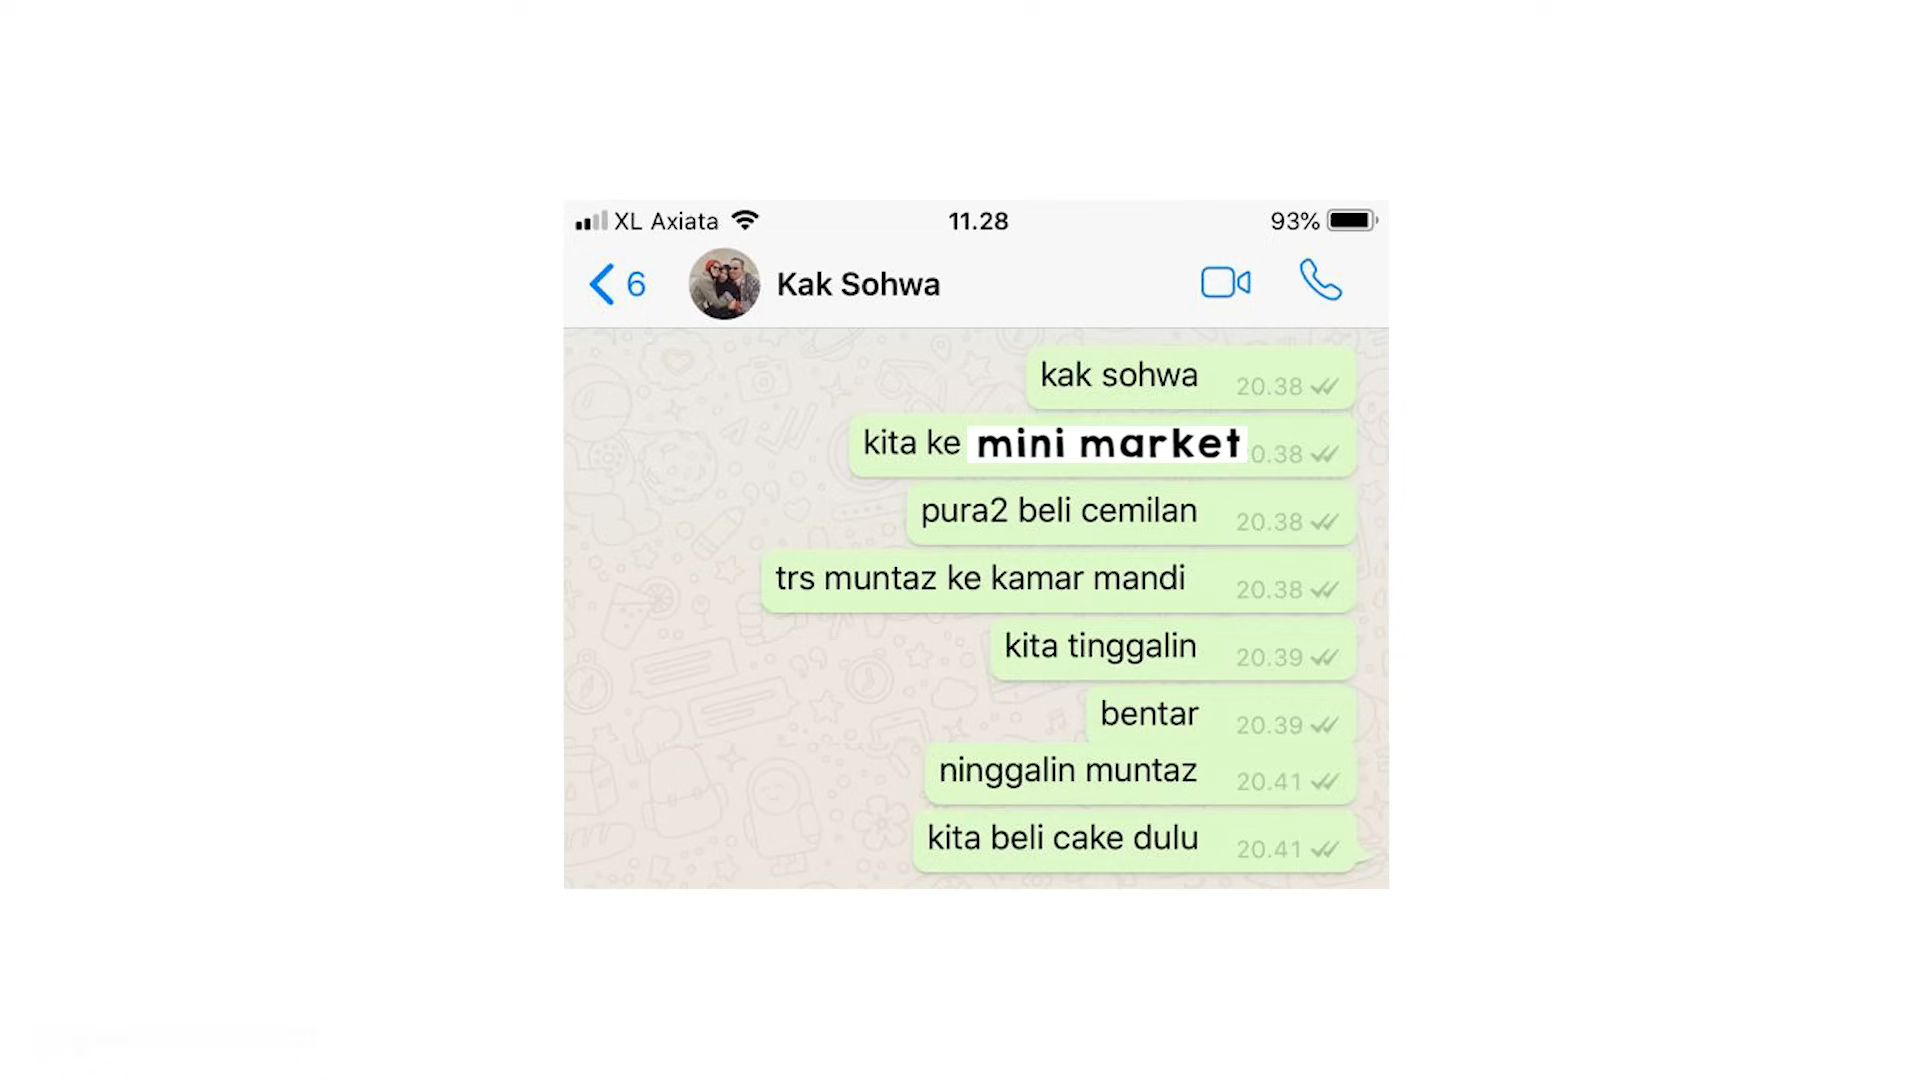 XL Axiata 11.28 93%
6 Kak Sohwa
kak sohwa 20.38
kita ke mini market 0.38
pura2 beli cemilan 20.38
trs muntaz ke kamar mandi 20.38
kita tinggalin 20.39
bentar 20.39
ninggalin muntaz 20.41
kita beli cake dulu 20.41